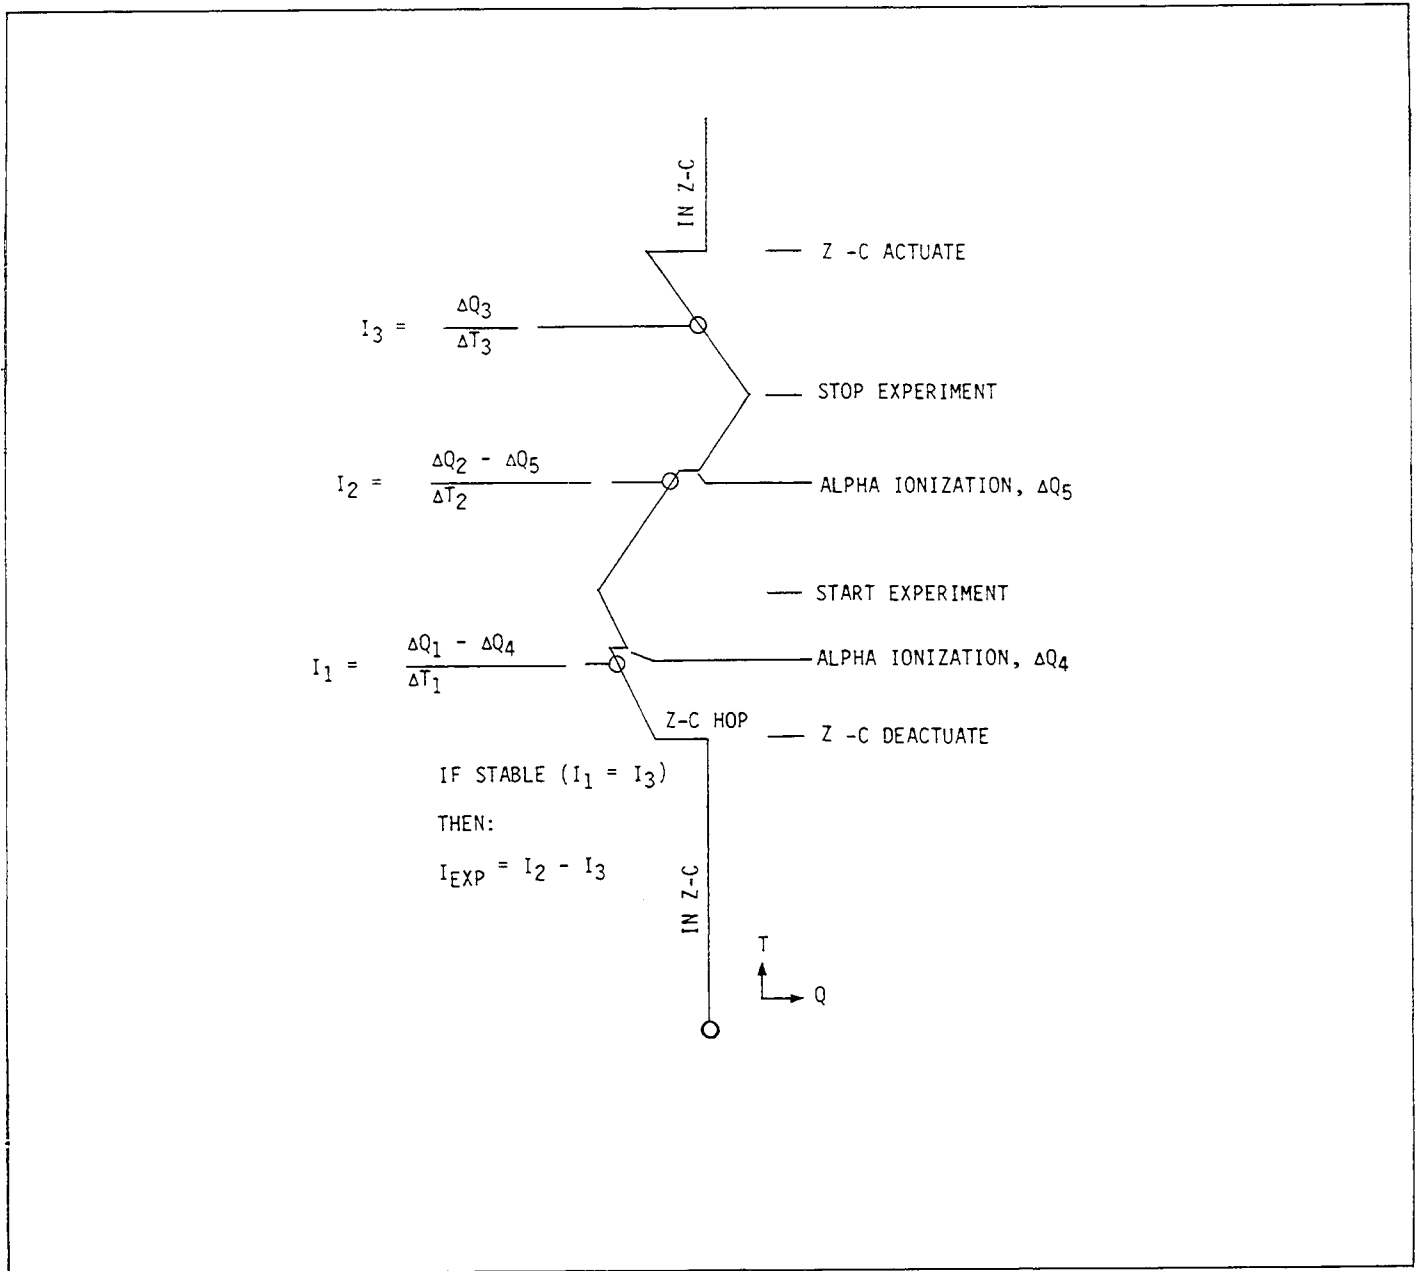 IN Z-C
Z -C ACTUATE
I3 = ΔQ3
ΔT3
STOP EXPERIMENT
I2 = ΔQ2 - ΔQ5
ΔT2
ALPHA IONIZATION, ΔQ5
START EXPERIMENT
I1 = ΔQ1 - ΔQ4
ΔT1
ALPHA IONIZATION, ΔQ4
Z-C HOP
Z -C DEACTUATE
IF STABLE (I1 = I3)
THEN:
IEXP = I2 - I3
IN Z-C
T
Q